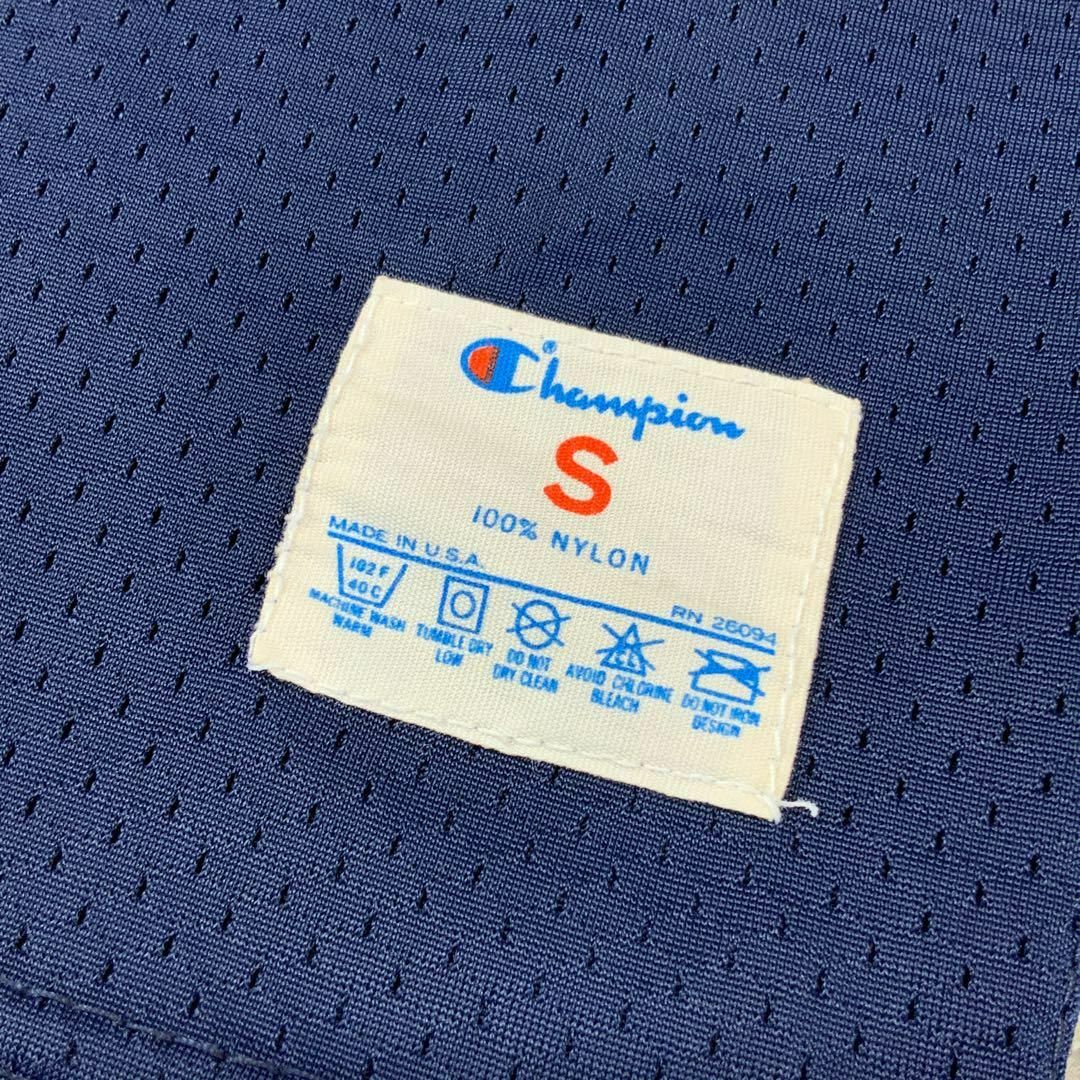 Champion®
S
100% NYLON
MADE IN U.S.A. RN 26094
102 F
40 C
MACHINE WASH
WARM
TUMBLE DRY
LOW
DO NOT
DRY CLEAN
CL
AVOID CHLORINE
BLEACH
DO NOT IRON
DESIGN